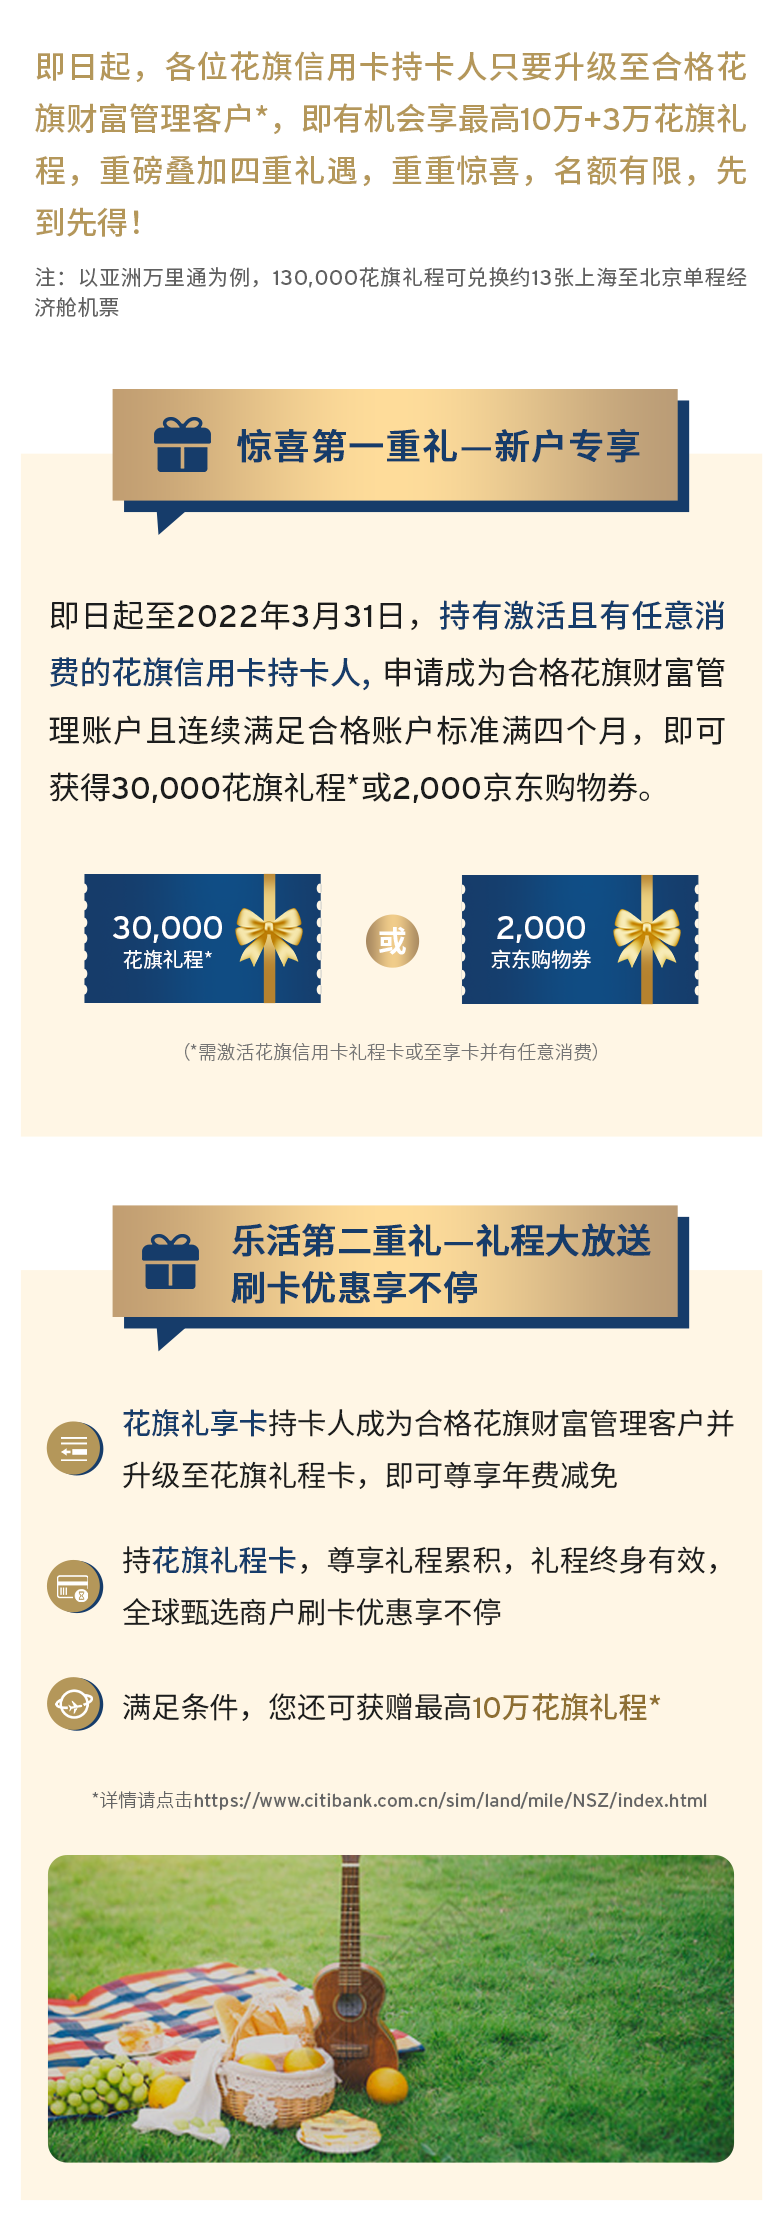 即日起，各位花旗信用卡持卡人只要升级至合格花
旗财富管理客户*，即有机会享最高10万+3万花旗礼
程，重磅叠加四重礼遇，重重惊喜，名额有限，先
到先得！
注：以亚洲万里通为例，130,000花旗礼程可兑换约13张上海至北京单程经
济舱机票
惊喜第一重礼—新户专享
即日起至2022年3月31日，持有激活且有任意消
费的花旗信用卡持卡人, 申请成为合格花旗财富管
理账户且连续满足合格账户标准满四个月，即可
获得30,000花旗礼程*或2,000京东购物券。
30,000
花旗礼程*
或
2,000
京东购物券
（*需激活花旗信用卡礼程卡或至享卡并有任意消费）
乐活第二重礼—礼程大放送
刷卡优惠享不停
花旗礼享卡持卡人成为合格花旗财富管理客户并
升级至花旗礼程卡，即可尊享年费减免
持花旗礼程卡，尊享礼程累积，礼程终身有效，
全球甄选商户刷卡优惠享不停
满足条件，您还可获赠最高10万花旗礼程*
*详情请点击https://www.citibank.com.cn/sim/land/mile/NSZ/index.html